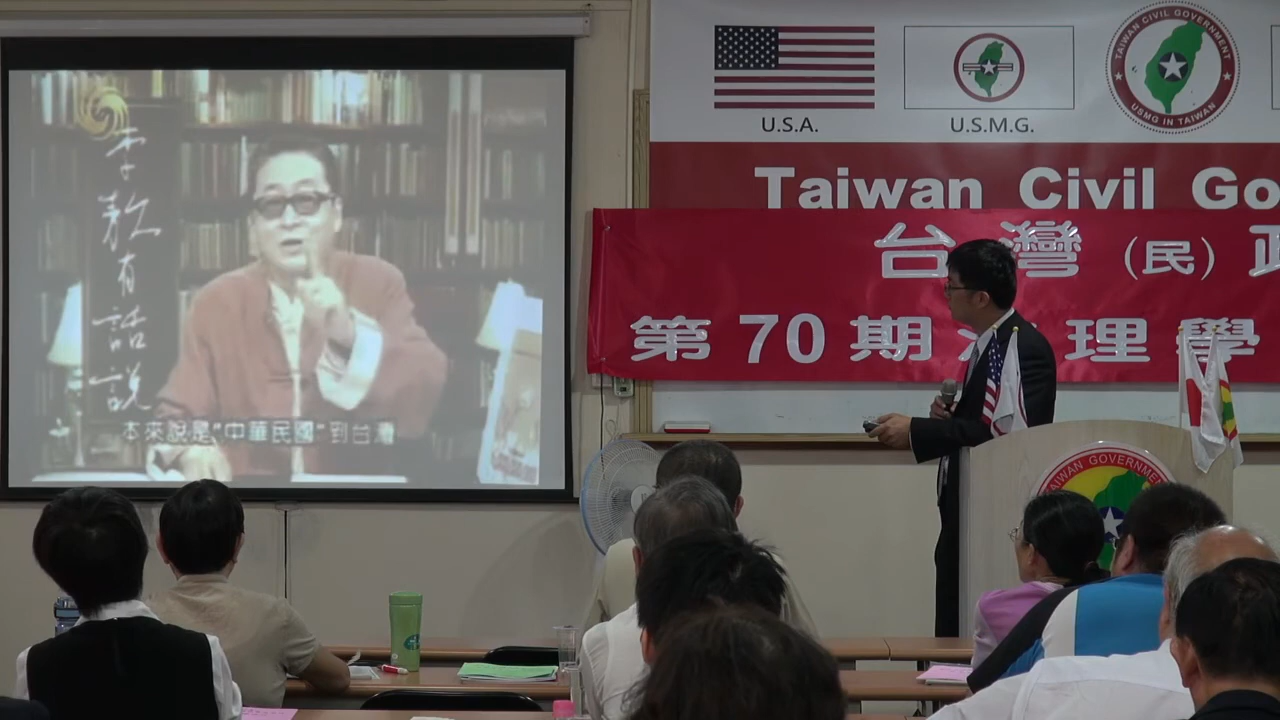 李敖有話說
本來說是"中華民國"到台灣
U.S.A.
U.S.M.G.
TAIWAN CIVIL GOVERNMENT
USMG IN TAIWAN
Taiwan Civil Go
台灣(民)政
第70期 理學
TAIWAN GOVERNMENT